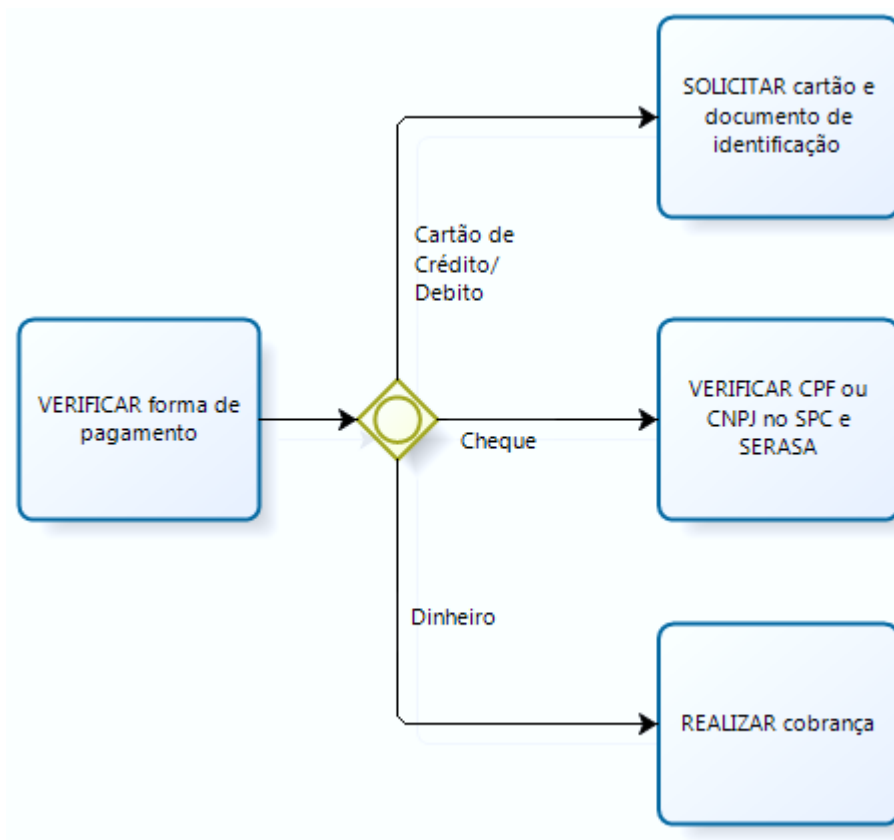 SOLICITAR cartão e
documento de
identificação
Cartão de
Crédito/
Debito
VERIFICAR forma de
pagamento
Cheque
VERIFICAR CPF ou
CNPJ no SPC e
SERASA
Dinheiro
REALIZAR cobrança